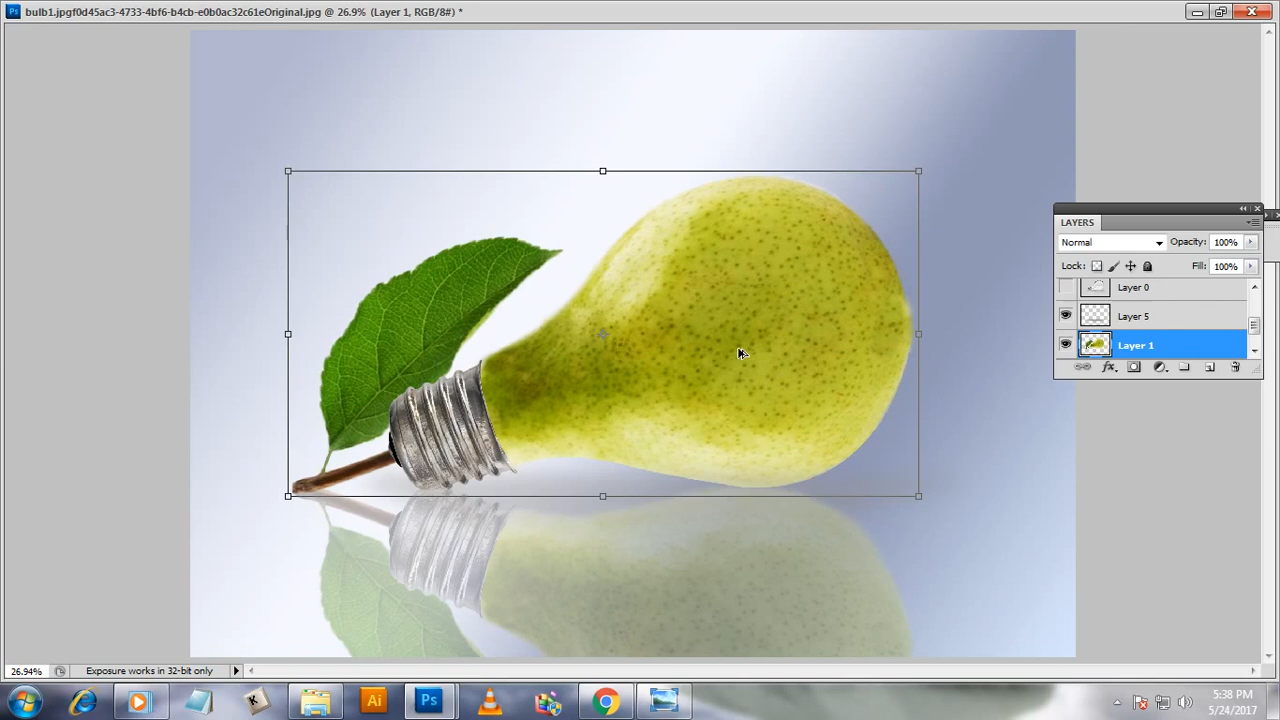 bulb1.jpgf0d45ac3-4733-4bf6-b4cb-e0b0ac32c61eOriginal.jpg @ 26.9% (Layer 1, RGB/8#) *
LAYERS
Normal Opacity: 100%
Lock: Fill: 100%
Layer 0
Layer 5
Layer 1
26.94% Exposure works in 32-bit only
K Ai Ps
5:38 PM
5/24/2017